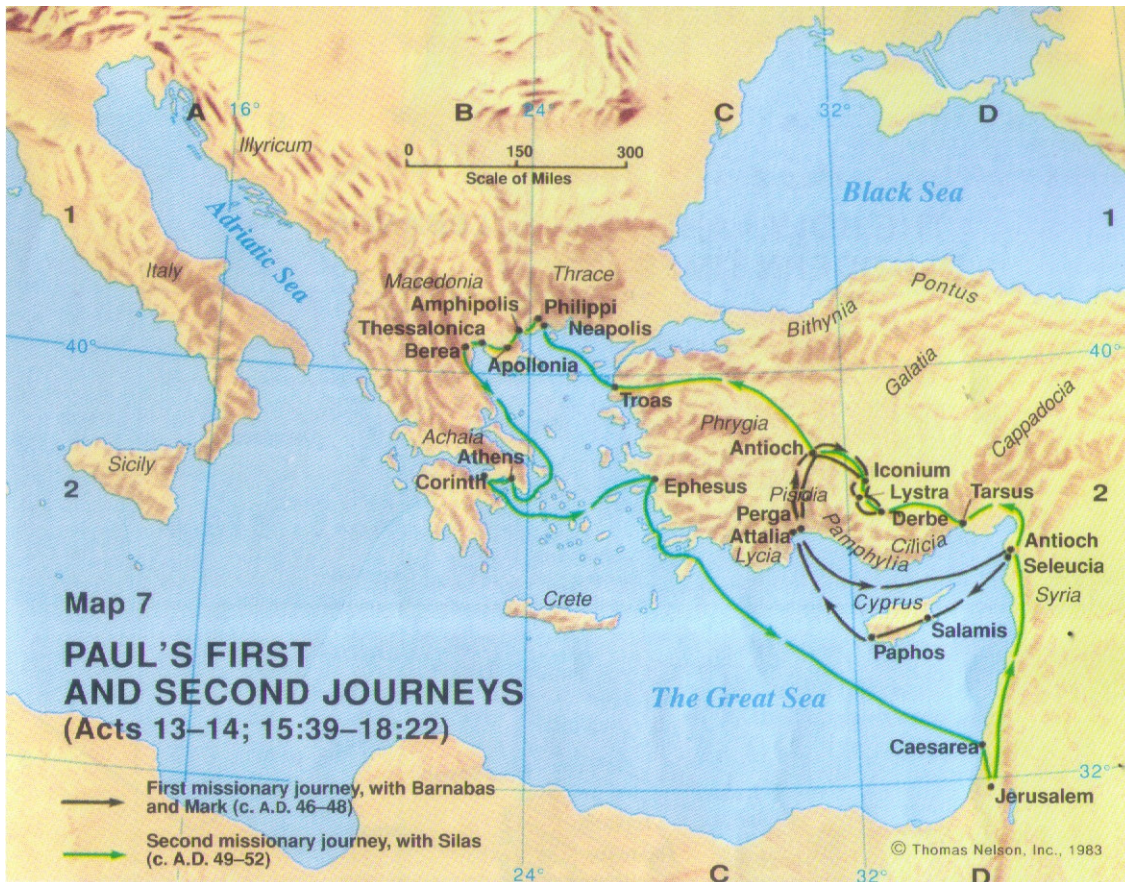 A
16°
B
24°
C
32°
D
Illyricum
0 150 300
Scale of Miles
Black Sea
1
1
Adriatic Sea
Italy
Macedonia
Thrace
Pontus
Amphipolis
Philippi
Bithynia
Thessalonica
Neapolis
40°
Berea
40°
Apollonia
Galatia
Troas
Cappadocia
Phrygia
Achaia
Antioch
Athens
Sicily
Iconium
2
Corinth
Ephesus
Pisidia
Lystra
Tarsus
2
Perga
Derbe
Attalia
Pamphylia
Cilicia
Antioch
Lycia
Seleucia
Map 7
Crete
Cyprus
Syria
Salamis
PAUL'S FIRST
Paphos
AND SECOND JOURNEYS
The Great Sea
(Acts 13–14; 15:39–18:22)
Caesarea
32°
First missionary journey, with Barnabas
and Mark (c. A.D. 46–48)
Jerusalem
Second missionary journey, with Silas
(c. A.D. 49–52)
© Thomas Nelson, Inc., 1983
24°
C
32°
D